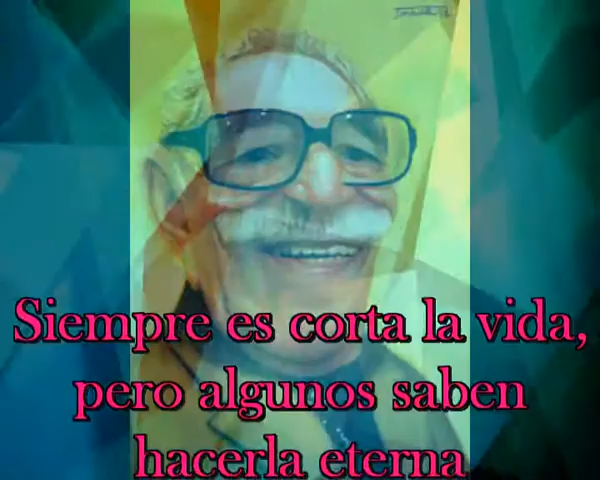 Siempre es corta la vida,
pero algunos saben
hacerla eterna